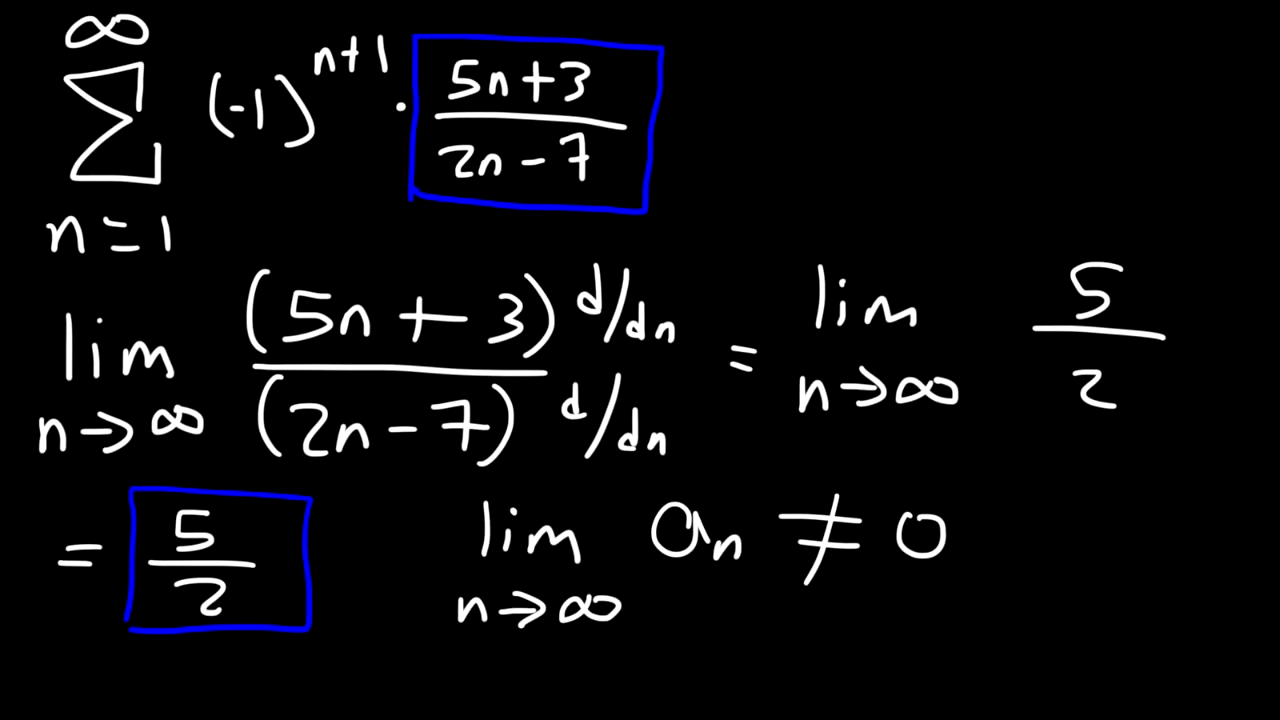 ∞
∑ (-1)^(n+1) · (5n+3)/(2n-7)
n=1
lim (5n+3) d/dn / (2n-7) d/dn = lim 5/2
n→∞ n→∞
= 5/2 lim aₙ ≠ 0
n→∞